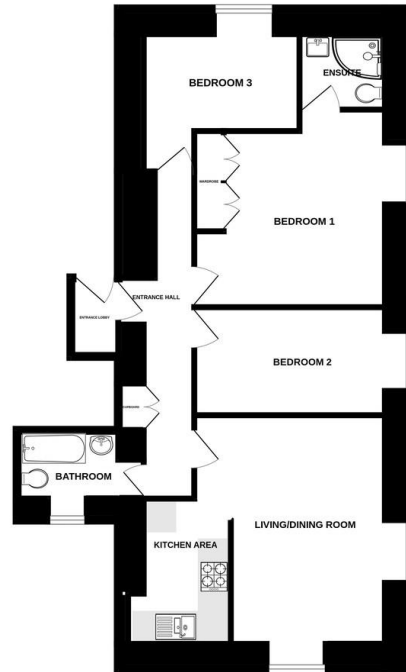 BEDROOM 3
ENSUITE
WARDROBE
BEDROOM 1
ENTRANCE HALL
ENTRANCE LOBBY
BEDROOM 2
CUPBOARD
BATHROOM
LIVING/DINING ROOM
KITCHEN AREA